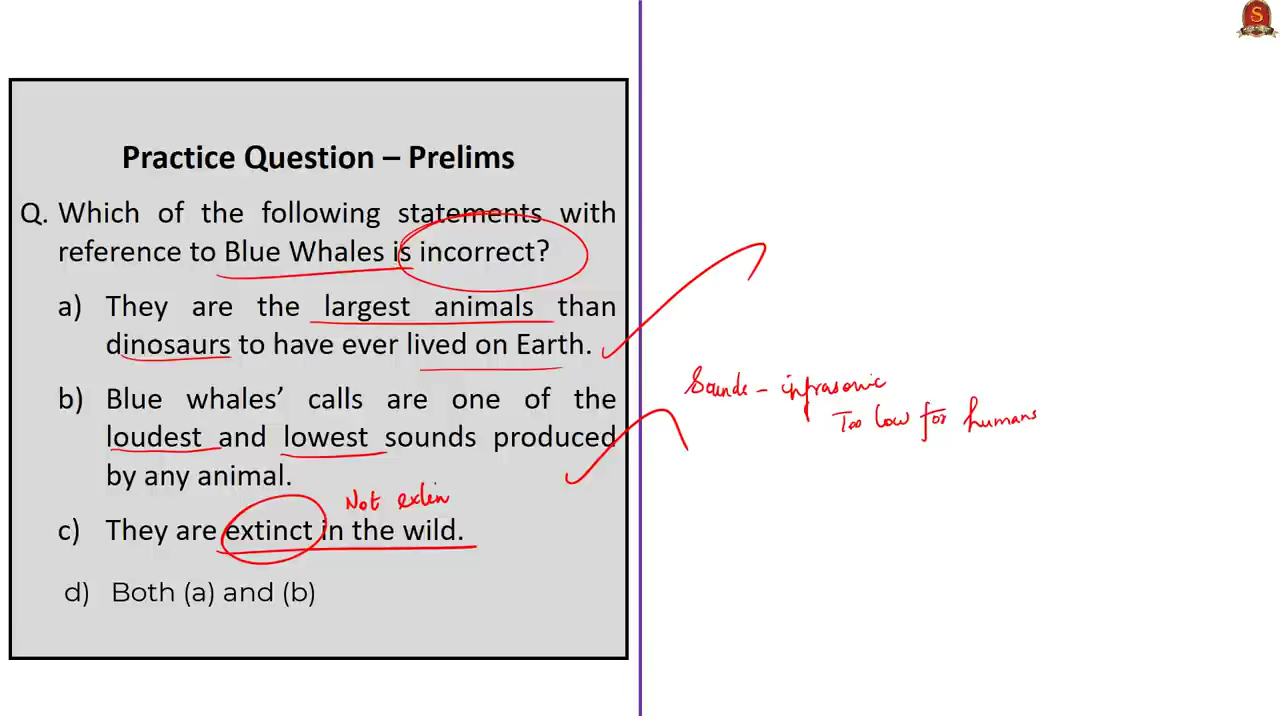 Practice Question – Prelims
Q. Which of the following statements with
reference to Blue Whales is incorrect?
a) They are the largest animals than
dinosaurs to have ever lived on Earth.
b) Blue whales’ calls are one of the
loudest and lowest sounds produced
by any animal.
Not extin
c) They are extinct in the wild.
d) Both (a) and (b)
S
Sounds – infrasonic
Too low for humans